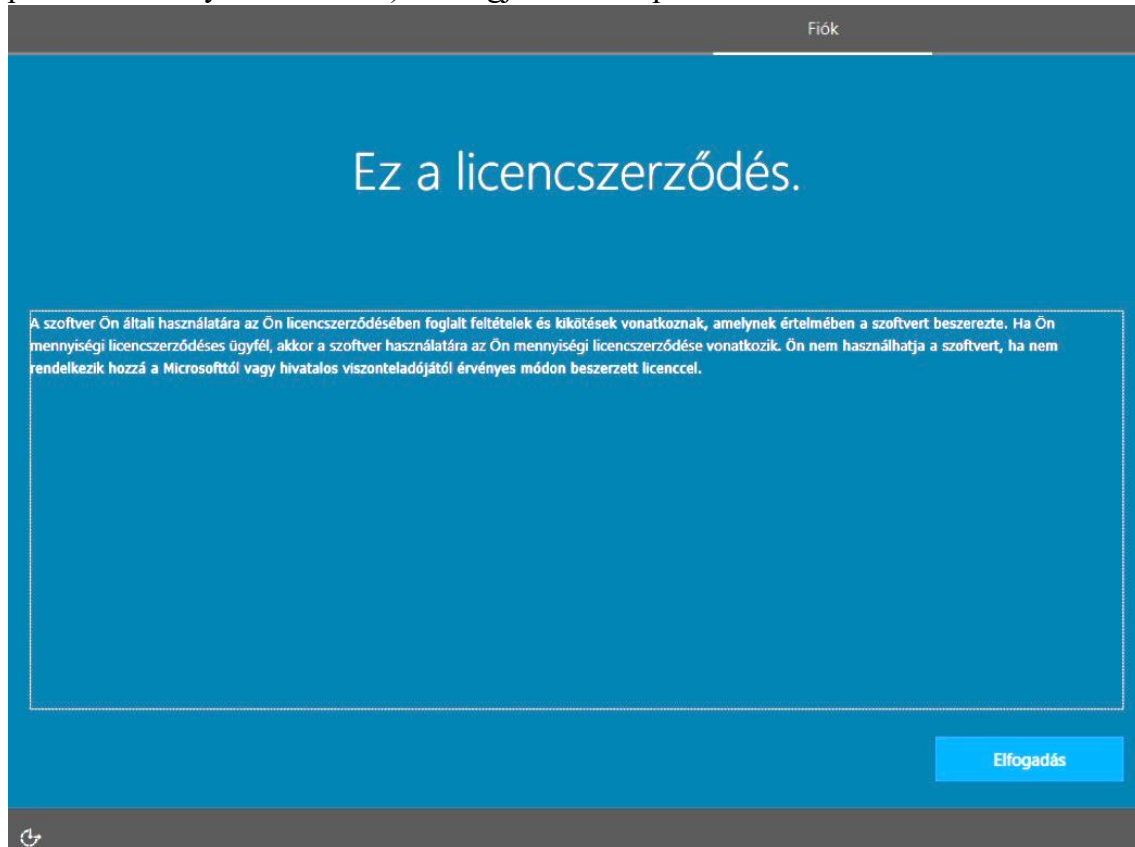 Fiók
Ez a licencszerződés.
A szoftver Ön általi használatára az Ön licencszerződésében foglalt feltételek és kikötések vonatkoznak, amelynek értelmében a szoftvert beszerezte. Ha Ön
mennyiségi licencszerződéses ügyfél, akkor a szoftver használatára az Ön mennyiségi licencszerződése vonatkozik. Ön nem használhatja a szoftvert, ha nem
rendelkezik hozzá a Microsofttól vagy hivatalos viszonteladójától érvényes módon beszerzett licenccel.
Elfogadás